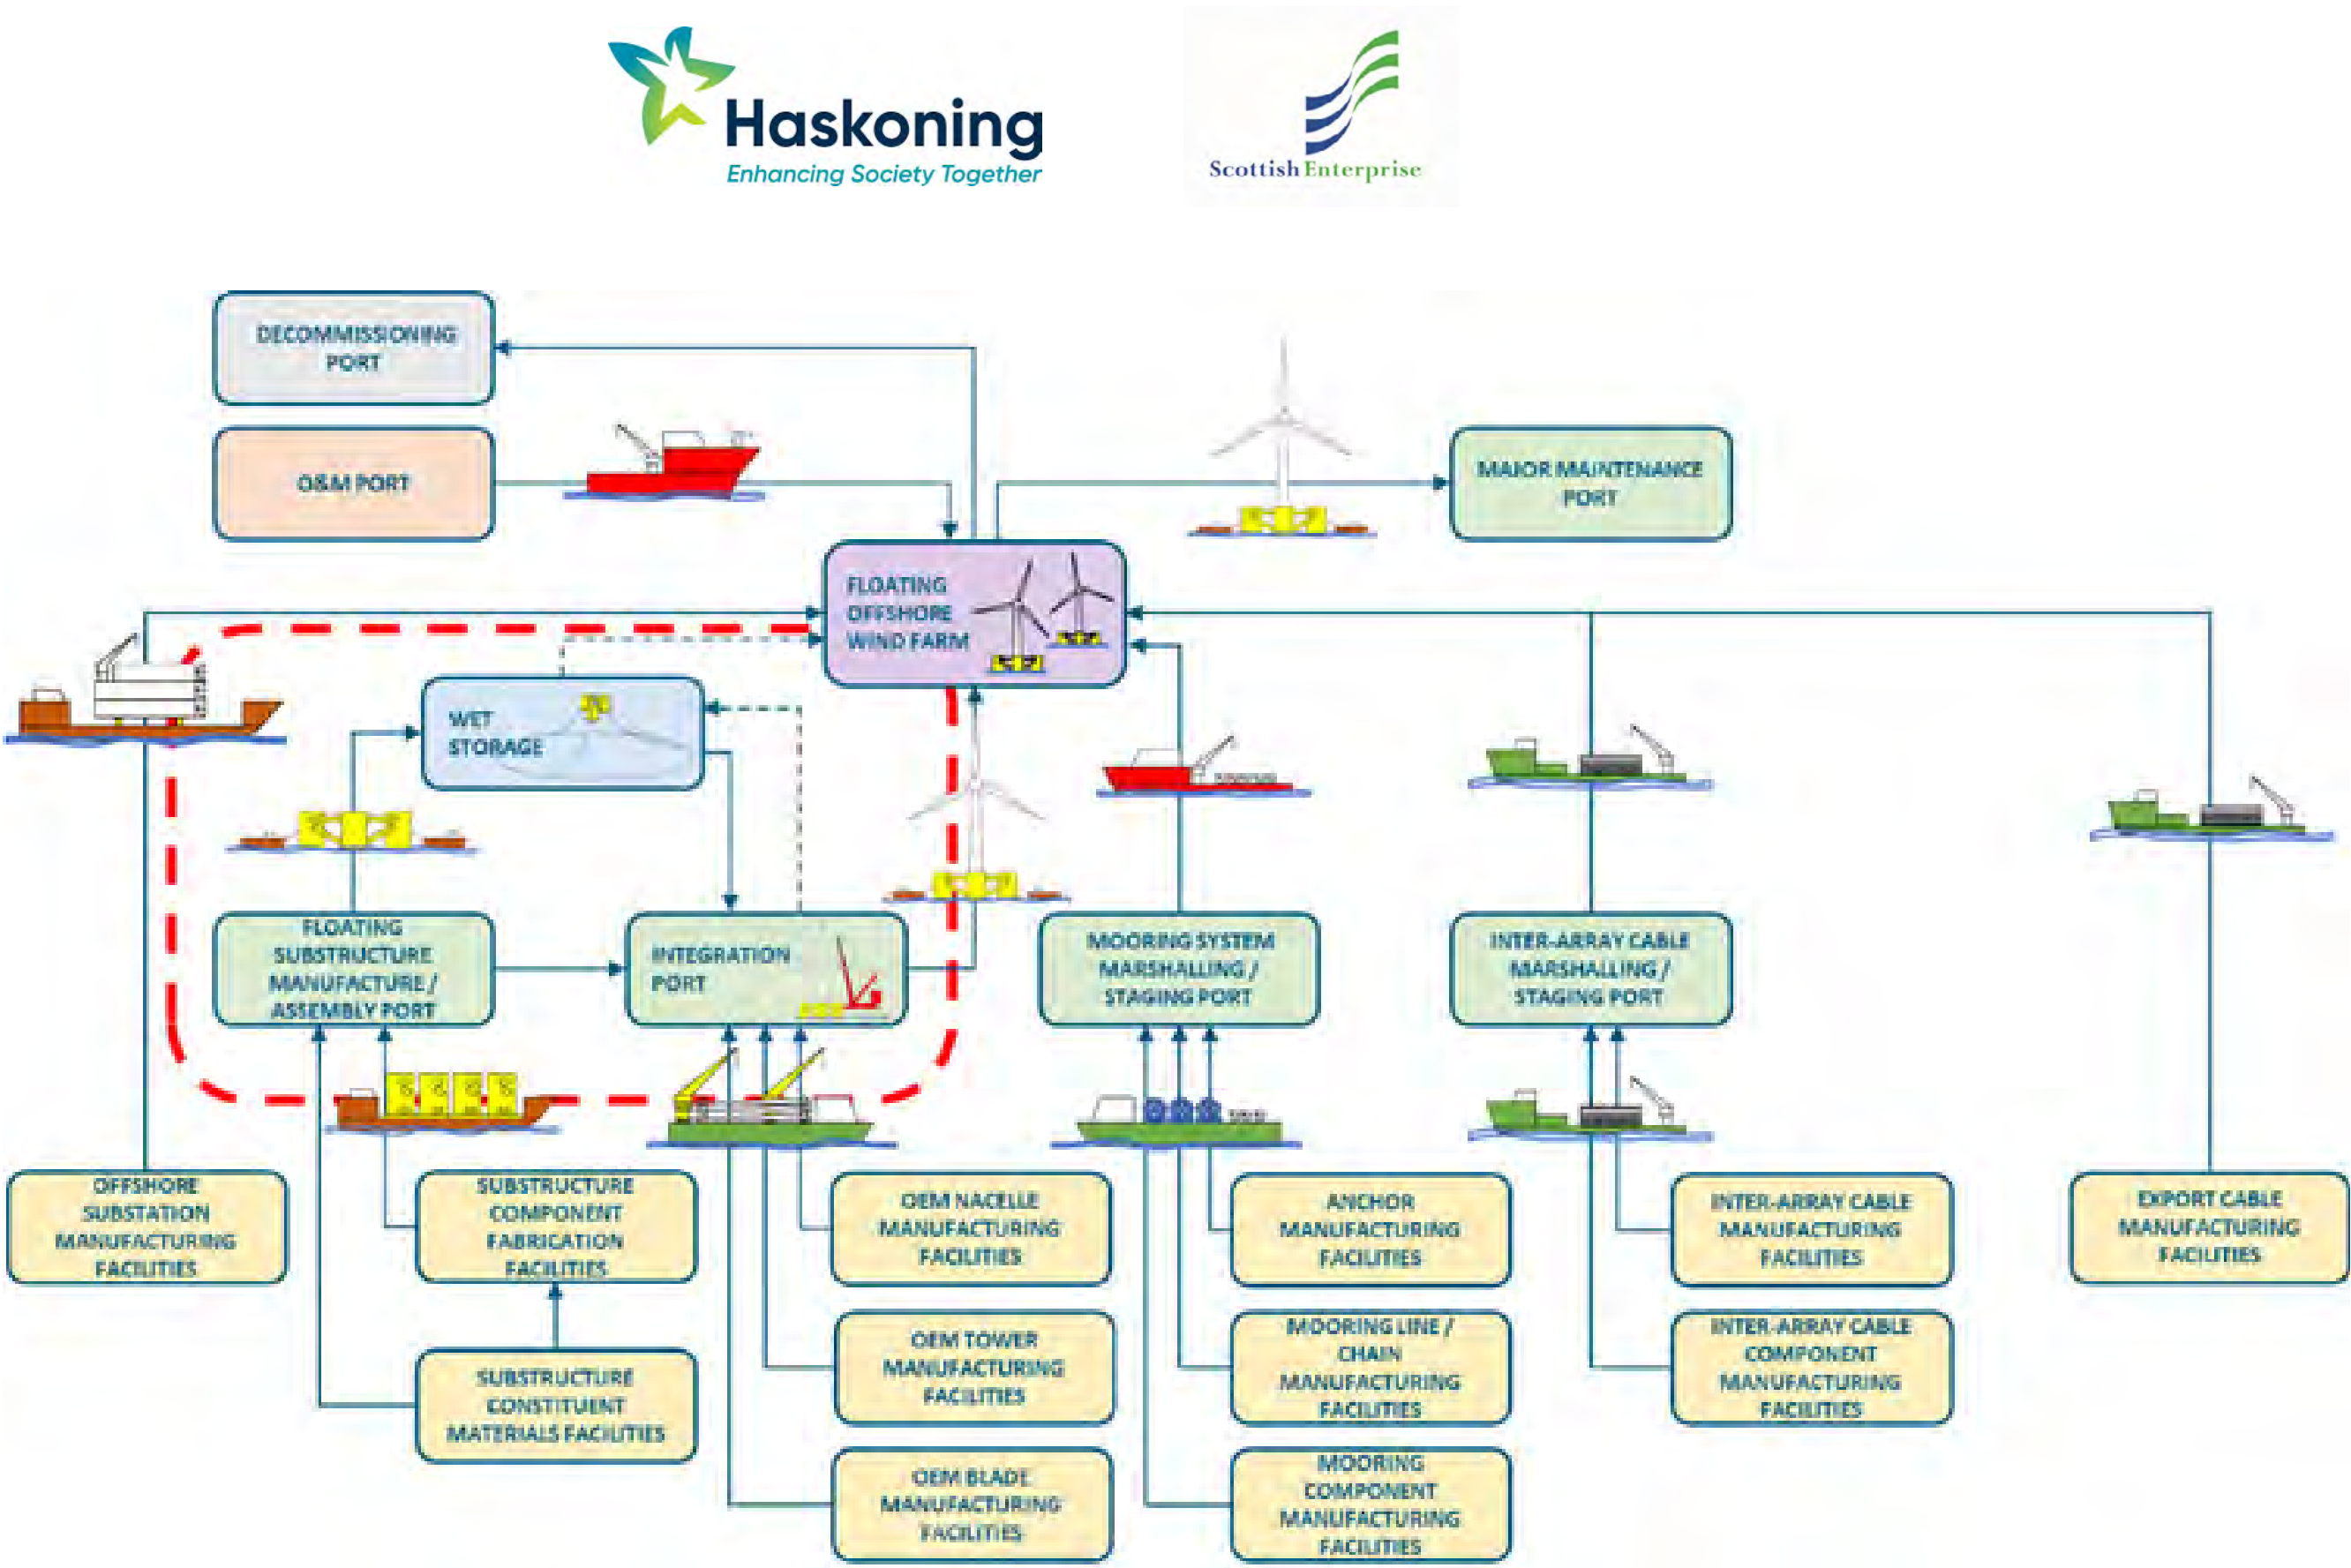 Haskoning
Enhancing Society Together
Scottish Enterprise
DECOMMISSIONING
PORT
O&M PORT
MAJOR MAINTENANCE
PORT
FLOATING
OFFSHORE
WIND FARM
WET
STORAGE
FLOATING
SUBSTRUCTURE
MANUFACTURE /
ASSEMBLY PORT
INTEGRATION
PORT
MOORING SYSTEM
MARSHALLING /
STAGING PORT
INTER-ARRAY CABLE
MARSHALLING /
STAGING PORT
OFFSHORE
SUBSTATION
MANUFACTURING
FACILITIES
SUBSTRUCTURE
COMPONENT
FABRICATION
FACILITIES
OEM NACELLE
MANUFACTURING
FACILITIES
ANCHOR
MANUFACTURING
FACILITIES
INTER-ARRAY CABLE
MANUFACTURING
FACILITIES
EXPORT CABLE
MANUFACTURING
FACILITIES
SUBSTRUCTURE
CONSTITUENT
MATERIALS FACILITIES
OEM TOWER
MANUFACTURING
FACILITIES
MOORING LINE /
CHAIN
MANUFACTURING
FACILITIES
INTER-ARRAY CABLE
COMPONENT
MANUFACTURING
FACILITIES
OEM BLADE
MANUFACTURING
FACILITIES
MOORING
COMPONENT
MANUFACTURING
FACILITIES